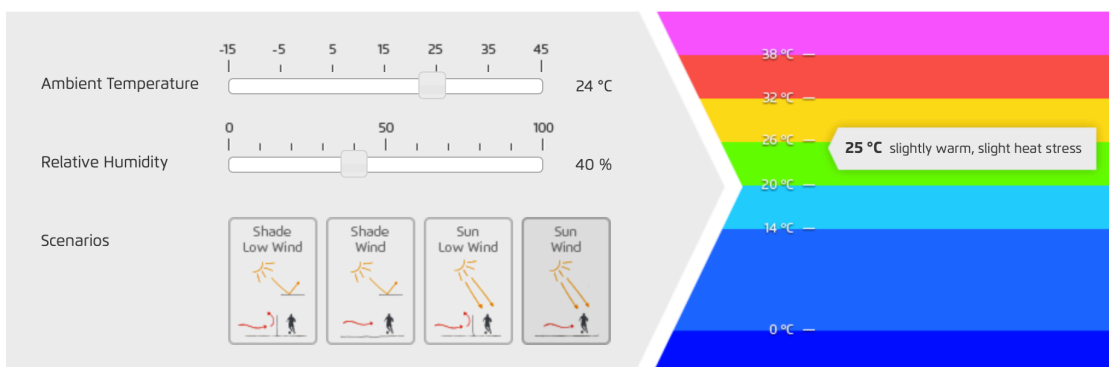 -15 -5 5 15 25 35 45
Ambient Temperature
24 °C
0 50 100
Relative Humidity
40 %
Scenarios
Shade
Low Wind
Shade
Wind
Sun
Low Wind
Sun
Wind
38 °C
32 °C
26 °C
25 °C slightly warm, slight heat stress
20 °C
14 °C
0 °C